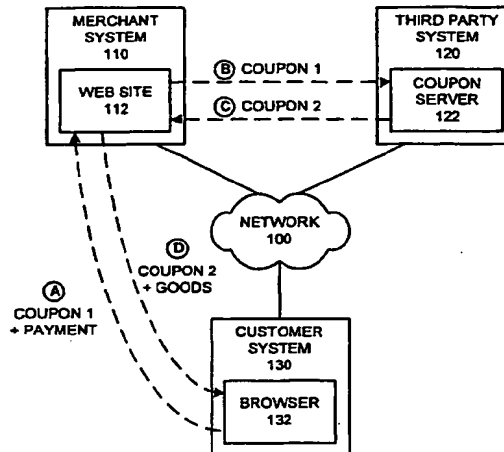 MERCHANT
SYSTEM
110
WEB SITE
112
THIRD PARTY
SYSTEM
120
COUPON
SERVER
122
B COUPON 1
C COUPON 2
NETWORK
100
D
COUPON 2
+ GOODS
A
COUPON 1
+ PAYMENT
CUSTOMER
SYSTEM
130
BROWSER
132